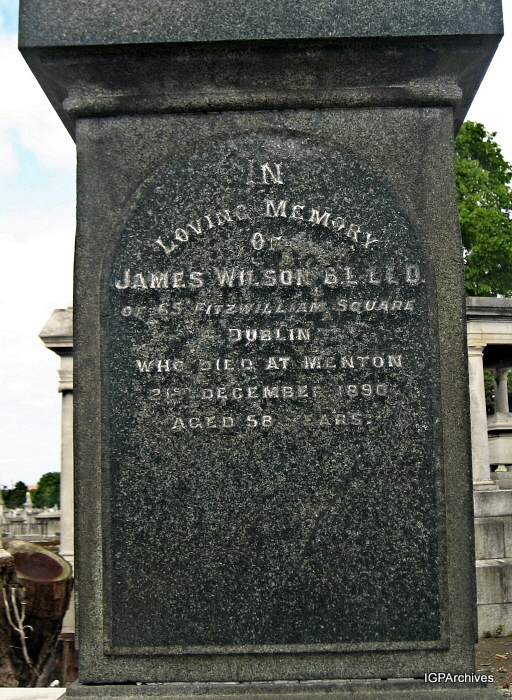 IN
LOVING MEMORY
OF
JAMES WILSON B.L. L.L.D.
OF 65 FITZWILLIAM SQUARE
DUBLIN
WHO DIED AT MENTON
21ST DECEMBER 1890
AGED 58 YEARS.
IGPArchives